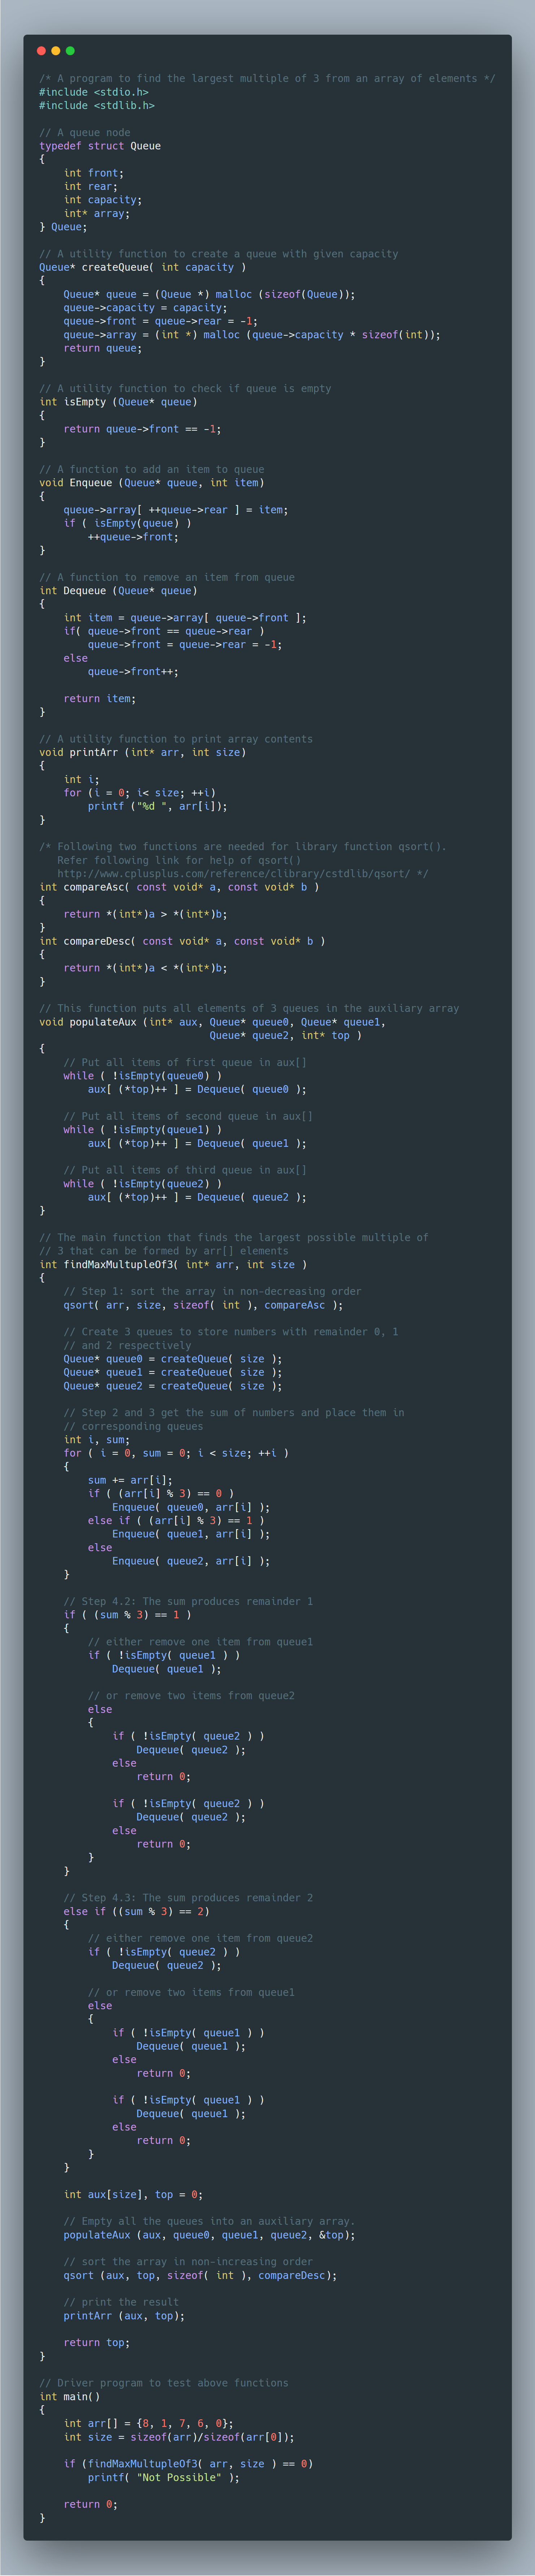 /* A program to find the largest multiple of 3 from an array of elements */
#include <stdio.h>
#include <stdlib.h>

// A queue node
typedef struct Queue
{
    int front;
    int rear;
    int capacity;
    int* array;
} Queue;

// A utility function to create a queue with given capacity
Queue* createQueue( int capacity )
{
    Queue* queue = (Queue *) malloc (sizeof(Queue));
    queue->capacity = capacity;
    queue->front = queue->rear = -1;
    queue->array = (int *) malloc (queue->capacity * sizeof(int));
    return queue;
}

// A utility function to check if queue is empty
int isEmpty (Queue* queue)
{
    return queue->front == -1;
}

// A function to add an item to queue
void Enqueue (Queue* queue, int item)
{
    queue->array[ ++queue->rear ] = item;
    if ( isEmpty(queue) )
        ++queue->front;
}

// A function to remove an item from queue
int Dequeue (Queue* queue)
{
    int item = queue->array[ queue->front ];
    if( queue->front == queue->rear )
        queue->front = queue->rear = -1;
    else
        queue->front++;

    return item;
}

// A utility function to print array contents
void printArr (int* arr, int size)
{
    int i;
    for (i = 0; i< size; ++i)
        printf ("%d ", arr[i]);
}

/* Following two functions are needed for library function qsort().
   Refer following link for help of qsort()
   http://www.cplusplus.com/reference/clibrary/cstdlib/qsort/ */
int compareAsc( const void* a, const void* b )
{
    return *(int*)a > *(int*)b;
}
int compareDesc( const void* a, const void* b )
{
    return *(int*)a < *(int*)b;
}

// This function puts all elements of 3 queues in the auxiliary array
void populateAux (int* aux, Queue* queue0, Queue* queue1,
                            Queue* queue2, int* top )
{
    // Put all items of first queue in aux[]
    while ( !isEmpty(queue0) )
        aux[ (*top)++ ] = Dequeue( queue0 );

    // Put all items of second queue in aux[]
    while ( !isEmpty(queue1) )
        aux[ (*top)++ ] = Dequeue( queue1 );

    // Put all items of third queue in aux[]
    while ( !isEmpty(queue2) )
        aux[ (*top)++ ] = Dequeue( queue2 );
}

// The main function that finds the largest possible multiple of
// 3 that can be formed by arr[] elements
int findMaxMultupleOf3( int* arr, int size )
{
    // Step 1: sort the array in non-decreasing order
    qsort( arr, size, sizeof( int ), compareAsc );

    // Create 3 queues to store numbers with remainder 0, 1
    // and 2 respectively
    Queue* queue0 = createQueue( size );
    Queue* queue1 = createQueue( size );
    Queue* queue2 = createQueue( size );

    // Step 2 and 3 get the sum of numbers and place them in
    // corresponding queues
    int i, sum;
    for ( i = 0, sum = 0; i < size; ++i )
    {
        sum += arr[i];
        if ( (arr[i] % 3) == 0 )
            Enqueue( queue0, arr[i] );
        else if ( (arr[i] % 3) == 1 )
            Enqueue( queue1, arr[i] );
        else
            Enqueue( queue2, arr[i] );
    }

    // Step 4.2: The sum produces remainder 1
    if ( (sum % 3) == 1 )
    {
        // either remove one item from queue1
        if ( !isEmpty( queue1 ) )
            Dequeue( queue1 );

        // or remove two items from queue2
        else
        {
            if ( !isEmpty( queue2 ) )
                Dequeue( queue2 );
            else
                return 0;

            if ( !isEmpty( queue2 ) )
                Dequeue( queue2 );
            else
                return 0;
        }
    }

    // Step 4.3: The sum produces remainder 2
    else if ((sum % 3) == 2)
    {
        // either remove one item from queue2
        if ( !isEmpty( queue2 ) )
            Dequeue( queue2 );

        // or remove two items from queue1
        else
        {
            if ( !isEmpty( queue1 ) )
                Dequeue( queue1 );
            else
                return 0;

            if ( !isEmpty( queue1 ) )
                Dequeue( queue1 );
            else
                return 0;
        }
    }

    int aux[size], top = 0;

    // Empty all the queues into an auxiliary array.
    populateAux (aux, queue0, queue1, queue2, &top);

    // sort the array in non-increasing order
    qsort (aux, top, sizeof( int ), compareDesc);

    // print the result
    printArr (aux, top);

    return top;
}

// Driver program to test above functions
int main()
{
    int arr[] = {8, 1, 7, 6, 0};
    int size = sizeof(arr)/sizeof(arr[0]);

    if (findMaxMultupleOf3( arr, size ) == 0)
        printf( "Not Possible" );

    return 0;
}